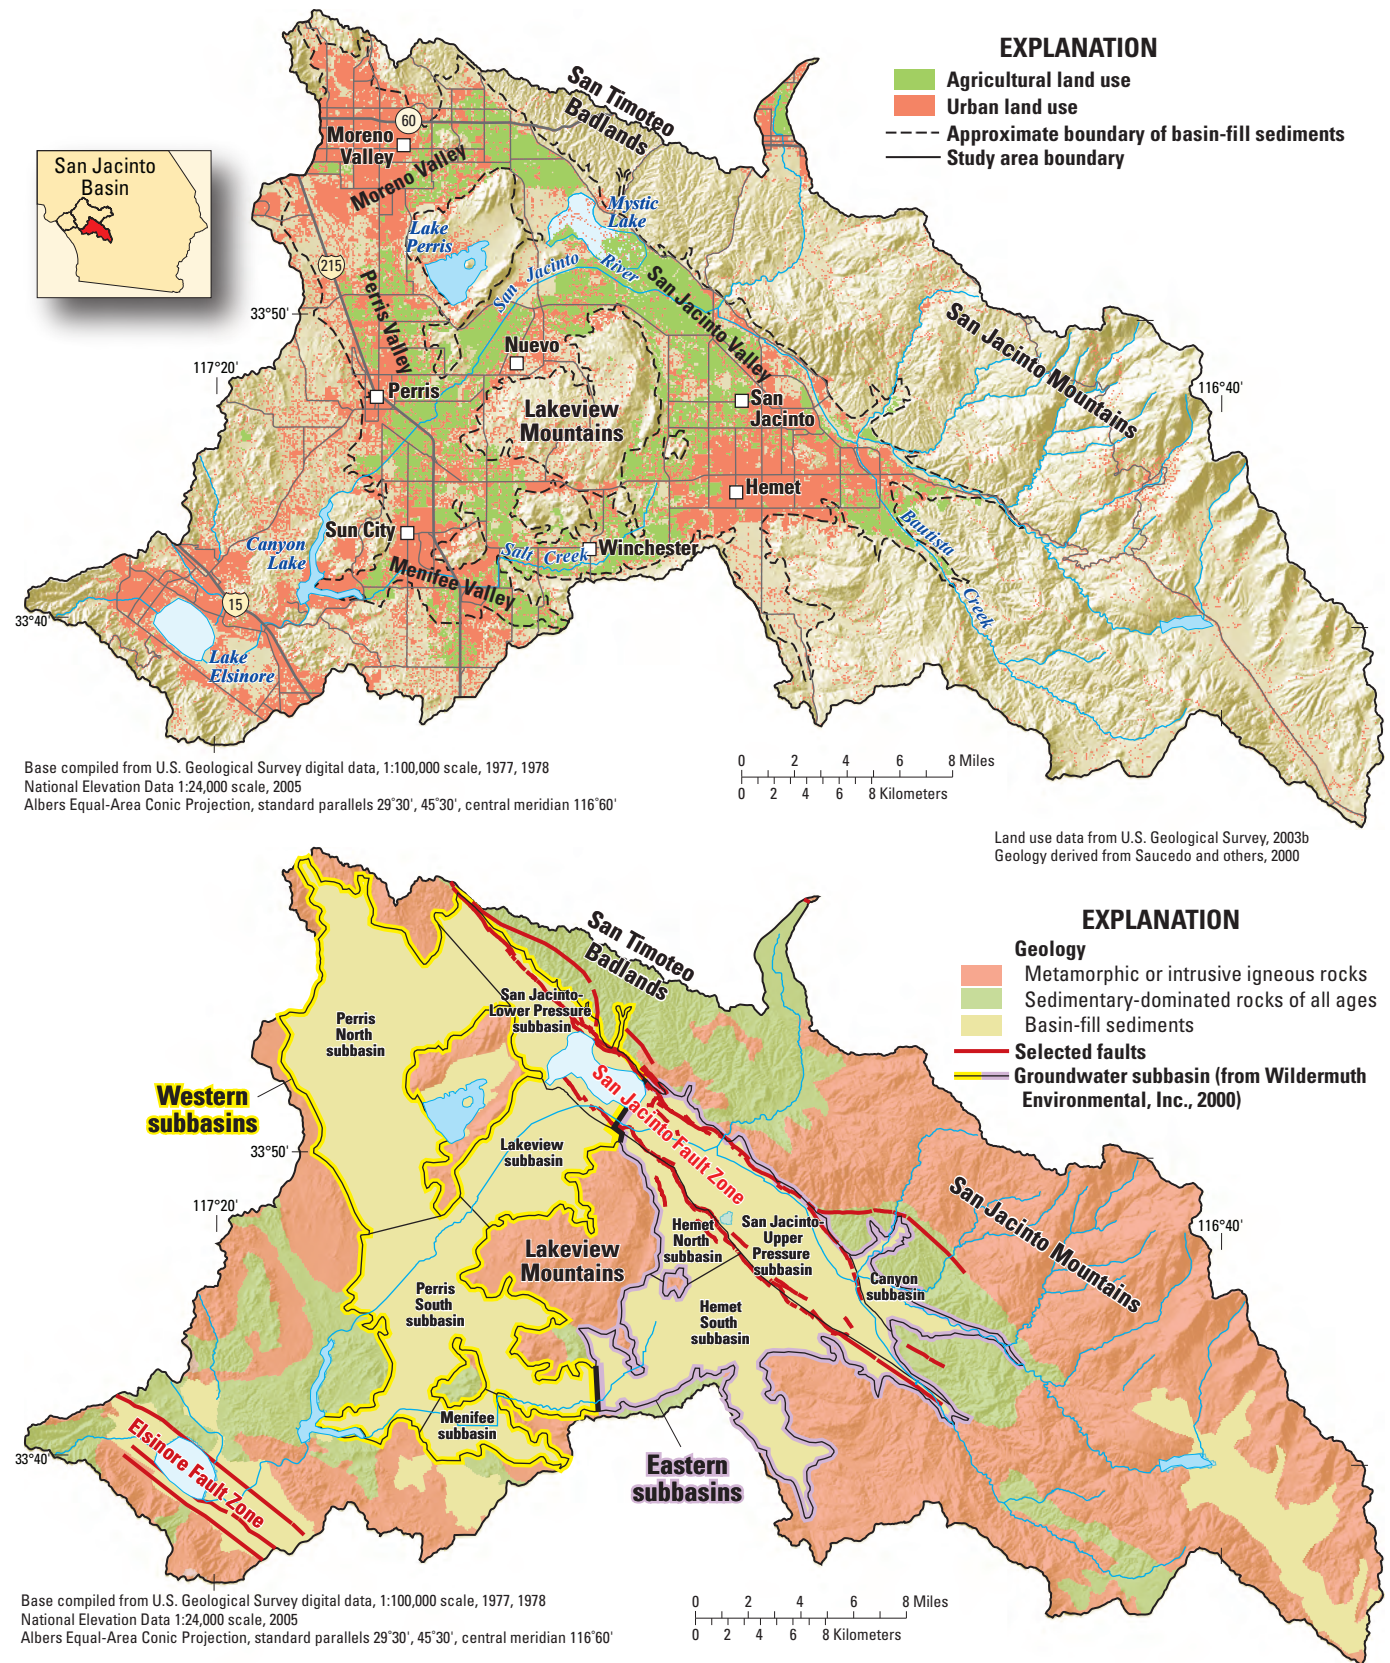 EXPLANATION
Agricultural land use
Urban land use
Approximate boundary of basin-fill sediments
Study area boundary
San Jacinto
Basin
San Timoteo
Badlands
60
Moreno
Valley
Moreno Valley
Mystic
Lake
Lake
Perris
215
San Jacinto River
San Jacinto Valley
Perris Valley
33°50'
San Jacinto Mountains
Nuevo
117°20'
116°40'
Perris
Lakeview
Mountains
San
Jacinto
Hemet
Sun City
Canyon
Lake
Salt Creek
Winchester
Bautista Creek
Menifee Valley
15
33°40'
Lake
Elsinore
Base compiled from U.S. Geological Survey digital data, 1:100,000 scale, 1977, 1978
National Elevation Data 1:24,000 scale, 2005
Albers Equal-Area Conic Projection, standard parallels 29°30', 45°30', central meridian 116°60'
0 2 4 6 8 Miles
0 2 4 6 8 Kilometers
Land use data from U.S. Geological Survey, 2003b
Geology derived from Saucedo and others, 2000
EXPLANATION
Geology
Metamorphic or intrusive igneous rocks
Sedimentary-dominated rocks of all ages
Basin-fill sediments
Selected faults
Groundwater subbasin (from Wildermuth
Environmental, Inc., 2000)
San Timoteo
Badlands
San Jacinto-
Lower Pressure
subbasin
Perris
North
subbasin
Western
subbasins
San Jacinto Fault Zone
Lakeview
subbasin
33°50'
117°20'
116°40'
San Jacinto Mountains
Lakeview
Mountains
Hemet
North
subbasin
San Jacinto-
Upper
Pressure
subbasin
Canyon
subbasin
Perris
South
subbasin
Hemet
South
subbasin
Menifee
subbasin
Elsinore Fault Zone
33°40'
Eastern
subbasins
Base compiled from U.S. Geological Survey digital data, 1:100,000 scale, 1977, 1978
National Elevation Data 1:24,000 scale, 2005
Albers Equal-Area Conic Projection, standard parallels 29°30', 45°30', central meridian 116°60'
0 2 4 6 8 Miles
0 2 4 6 8 Kilometers